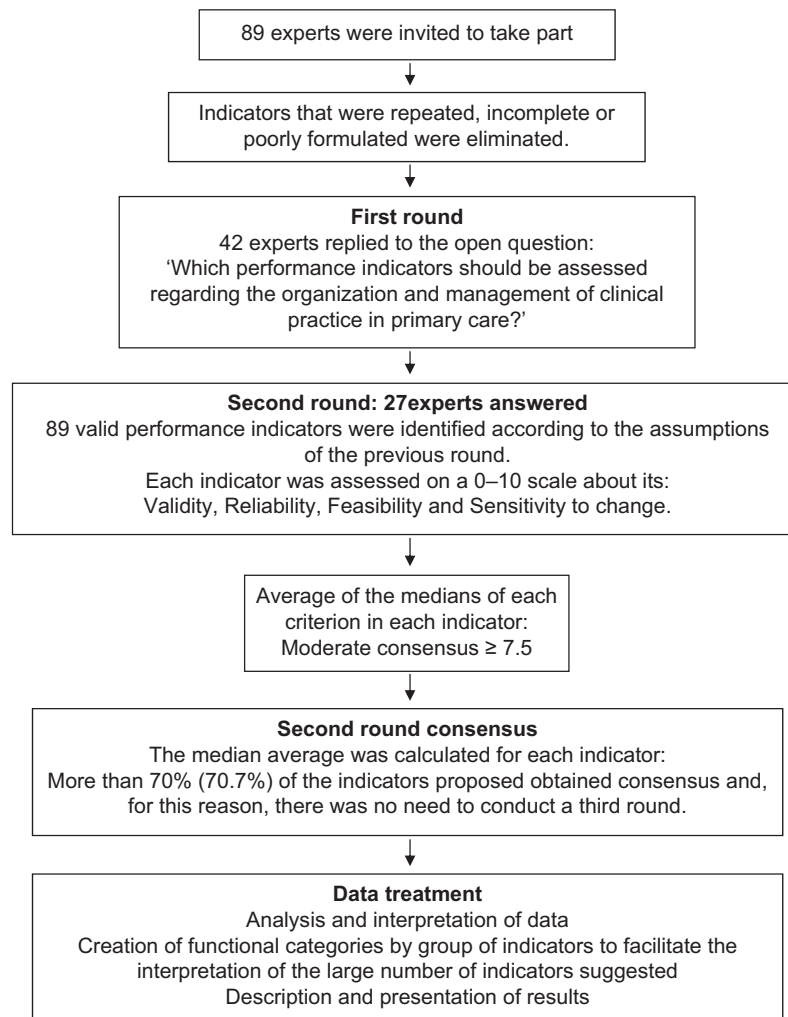 89 experts were invited to take part
Indicators that were repeated, incomplete or
poorly formulated were eliminated.
First round
42 experts replied to the open question:
‘Which performance indicators should be assessed
regarding the organization and management of clinical
practice in primary care?’
Second round: 27experts answered
89 valid performance indicators were identified according to the assumptions
of the previous round.
Each indicator was assessed on a 0–10 scale about its:
Validity, Reliability, Feasibility and Sensitivity to change.
Average of the medians of each
criterion in each indicator:
Moderate consensus ≥ 7.5
Second round consensus
The median average was calculated for each indicator:
More than 70% (70.7%) of the indicators proposed obtained consensus and,
for this reason, there was no need to conduct a third round.
Data treatment
Analysis and interpretation of data
Creation of functional categories by group of indicators to facilitate the
interpretation of the large number of indicators suggested
Description and presentation of results